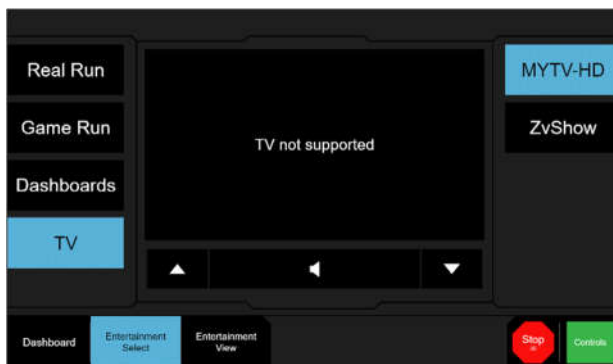 Real Run
Game Run
Dashboards
TV
TV not supported
MYTV-HD
ZvShow
Dashboard
Entertainment
Select
Entertainment
View
Stop
Controls